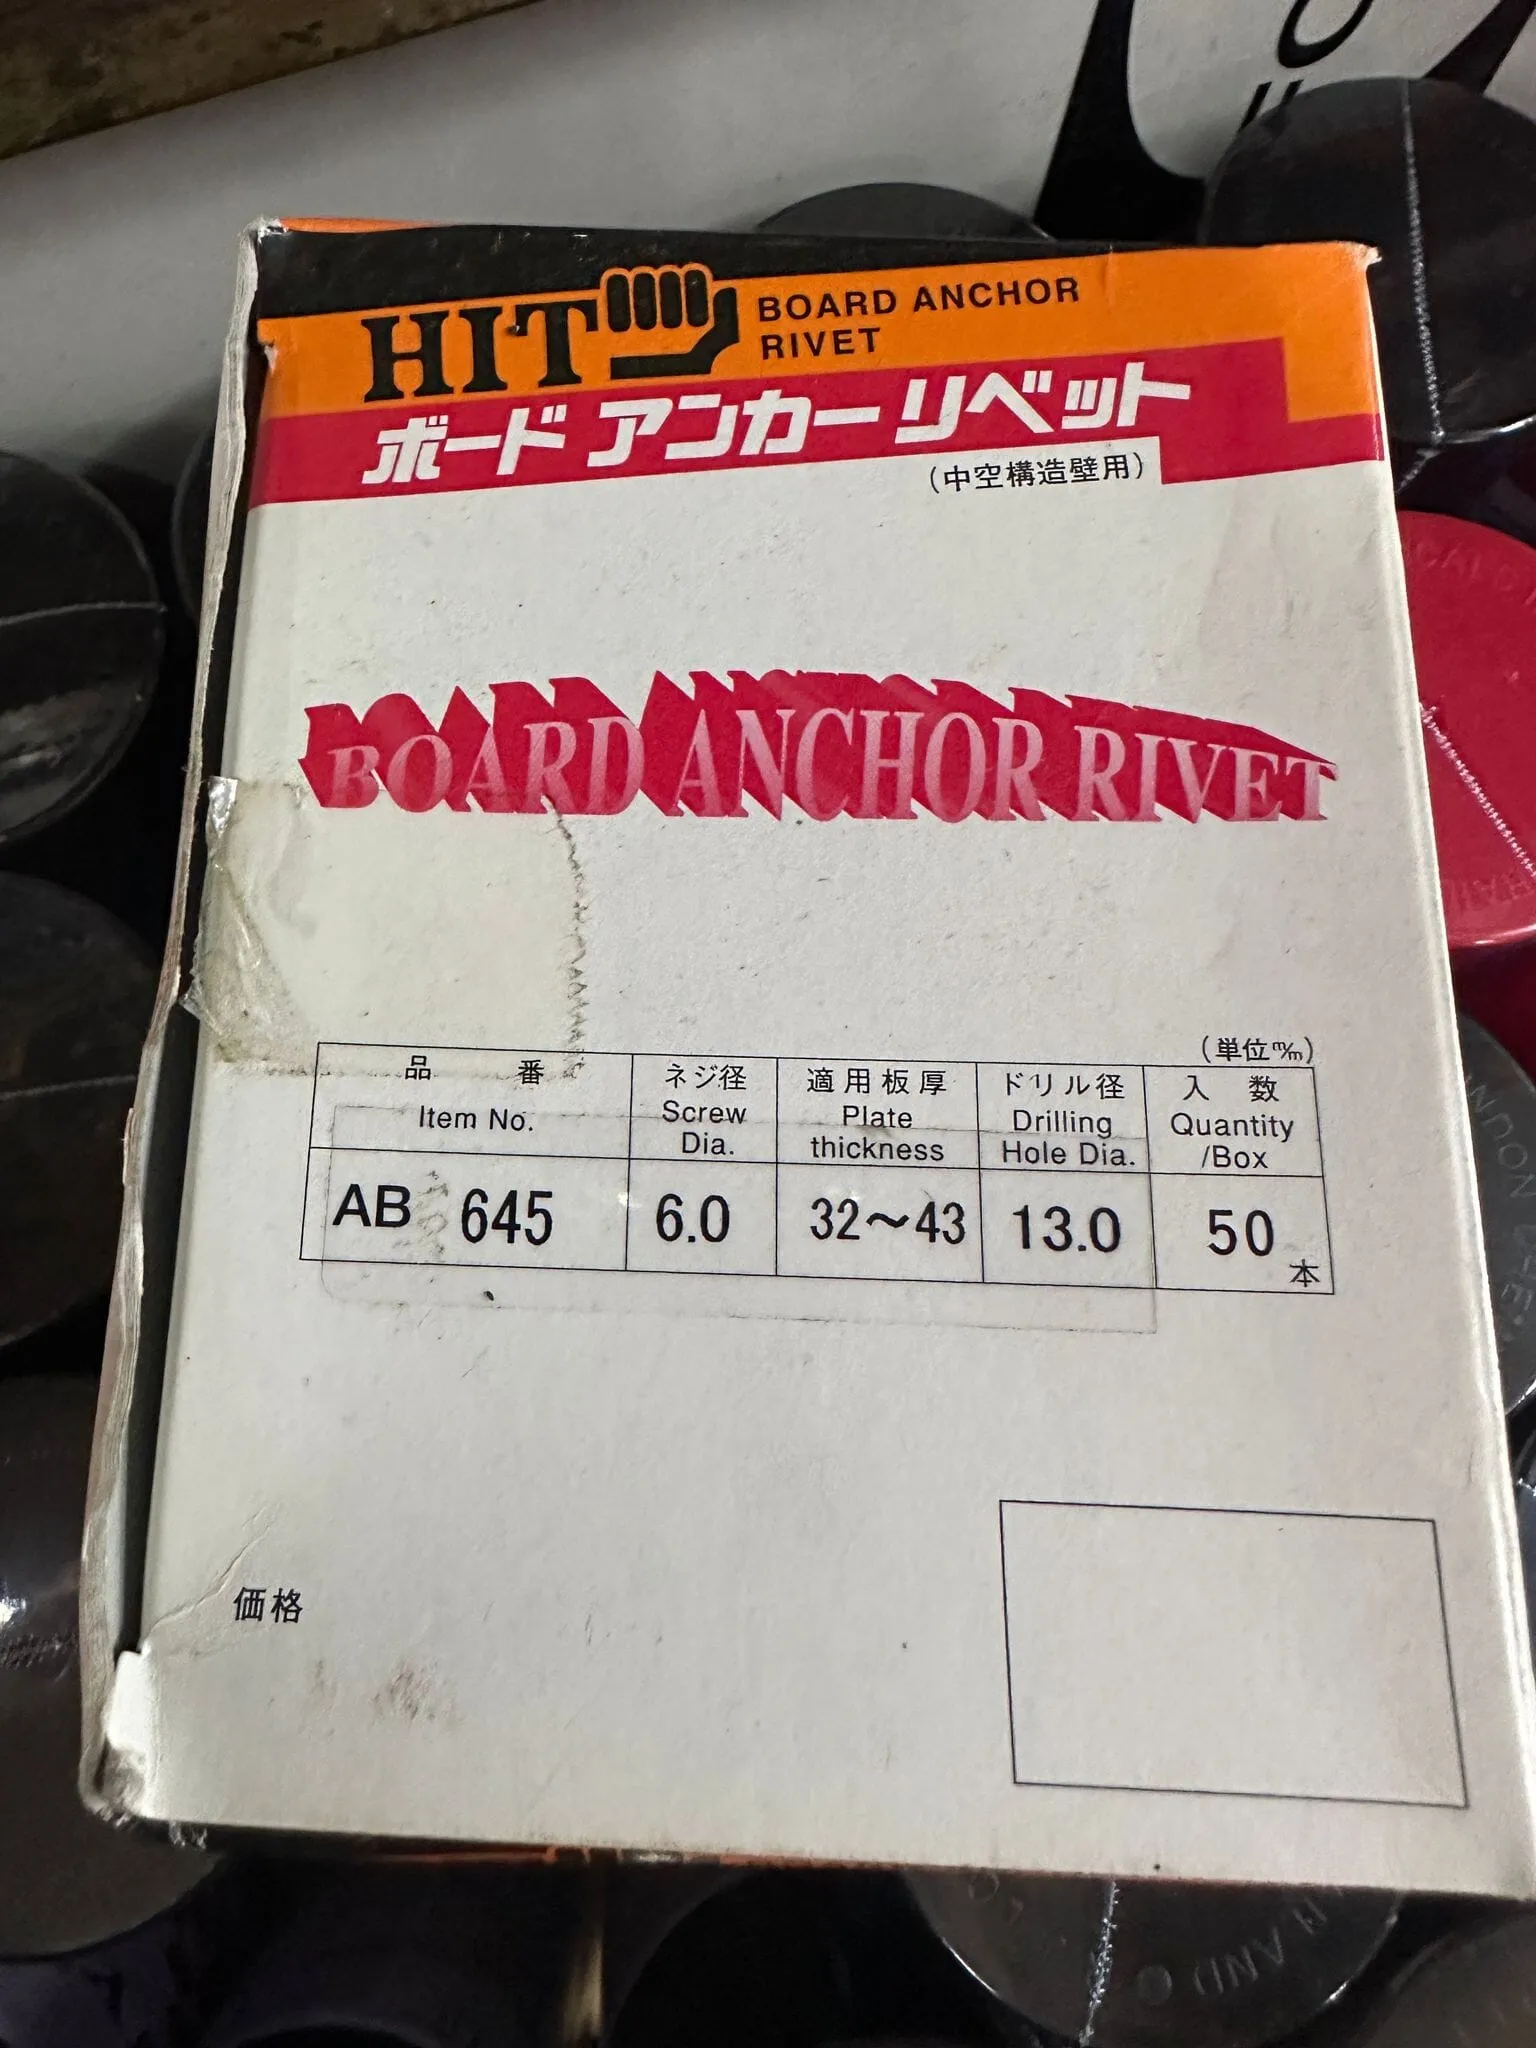 HIT BOARD ANCHOR
RIVET
ボード アンカー リベット
(中空構造壁用)
BOARD ANCHOR RIVET
(単位m/m)
品番 ネジ径 適用板厚 ドリル径 入数
Item No. Screw Dia. Plate thickness Drilling Hole Dia. Quantity /Box
AB 645 6.0 32～43 13.0 50本
価格